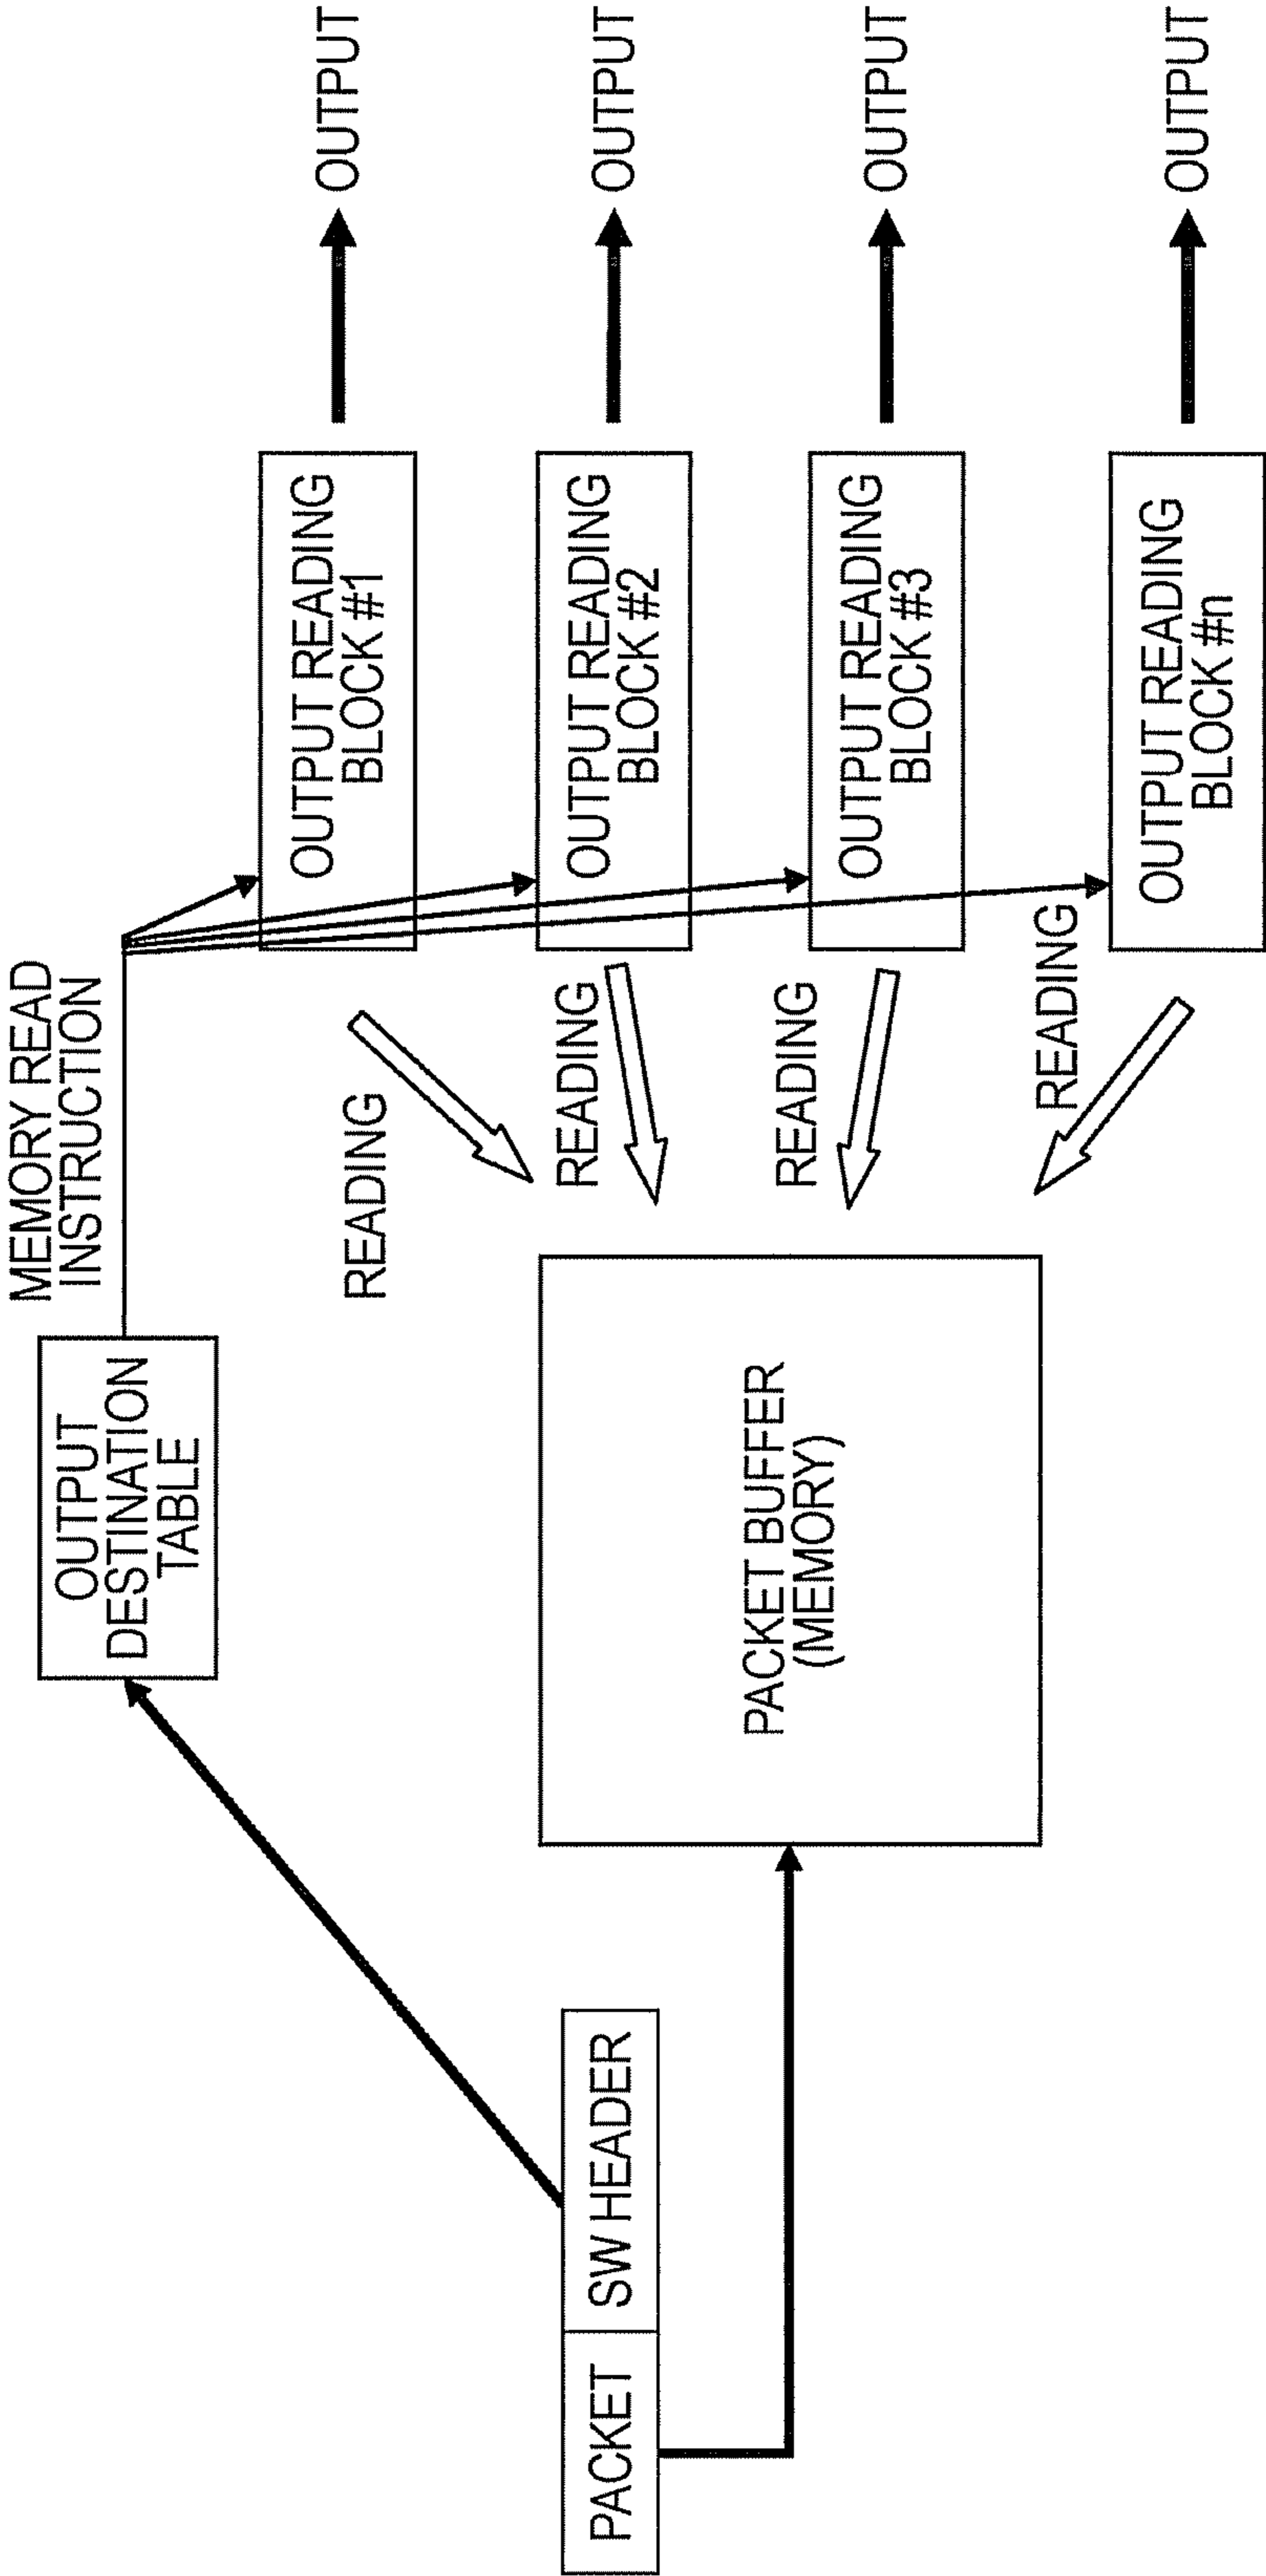 MEMORY READ
INSTRUCTION
OUTPUT
DESTINATION
TABLE
OUTPUT READING
BLOCK #1
OUTPUT
READING
OUTPUT READING
BLOCK #2
OUTPUT
READING
OUTPUT READING
BLOCK #3
OUTPUT
READING
OUTPUT READING
BLOCK #n
OUTPUT
READING
PACKET
SW HEADER
PACKET BUFFER
(MEMORY)